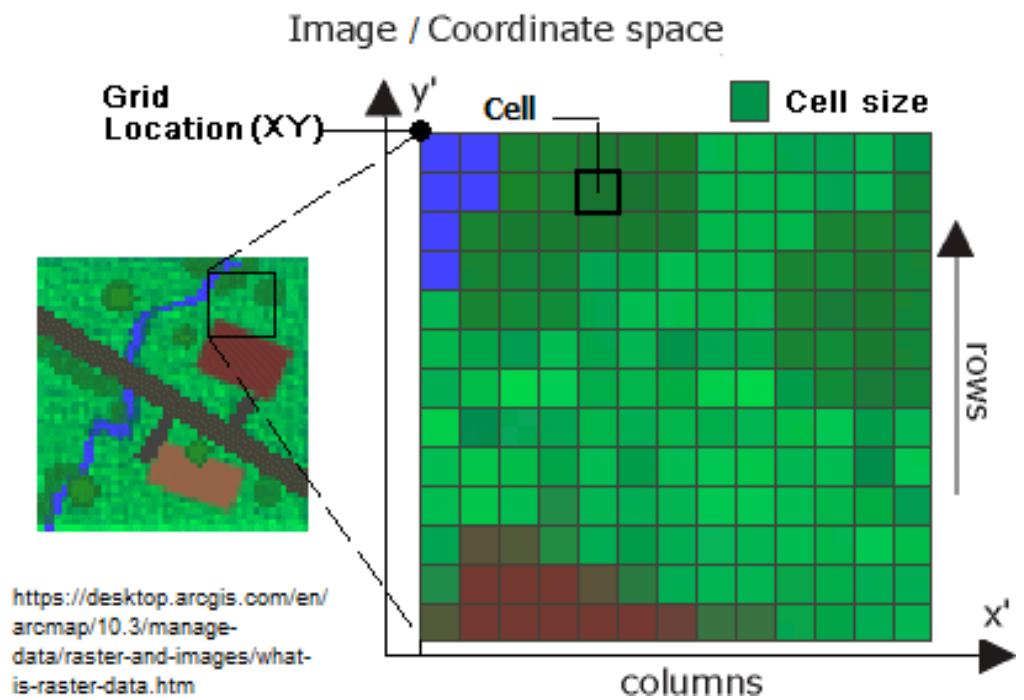 Image / Coordinate space
y'
Grid
Location (XY)
Cell
Cell size
rows
x'
columns
https://desktop.arcgis.com/en/
arcmap/10.3/manage-
data/raster-and-images/what-
is-raster-data.htm